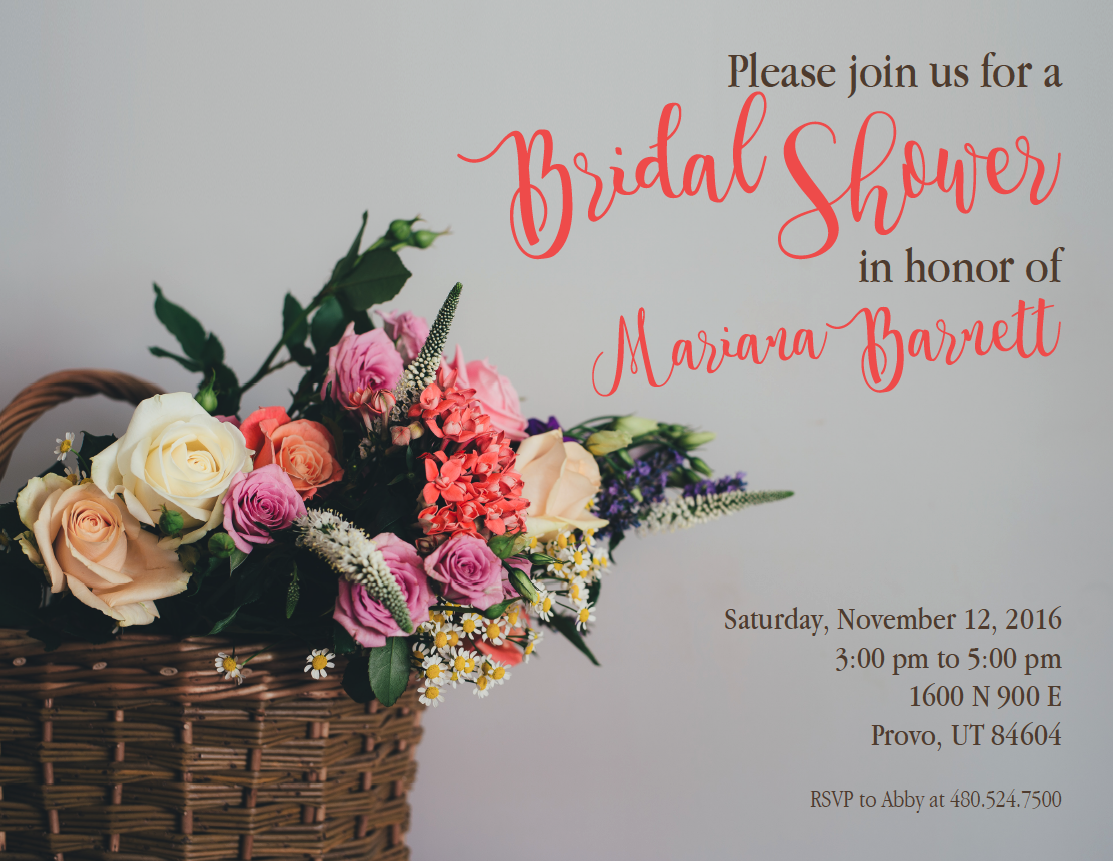 Please join us for a
Bridal Shower
in honor of
Mariana Barnett
Saturday, November 12, 2016
3:00 pm to 5:00 pm
1600 N 900 E
Provo, UT 84604
RSVP to Abby at 480.524.7500